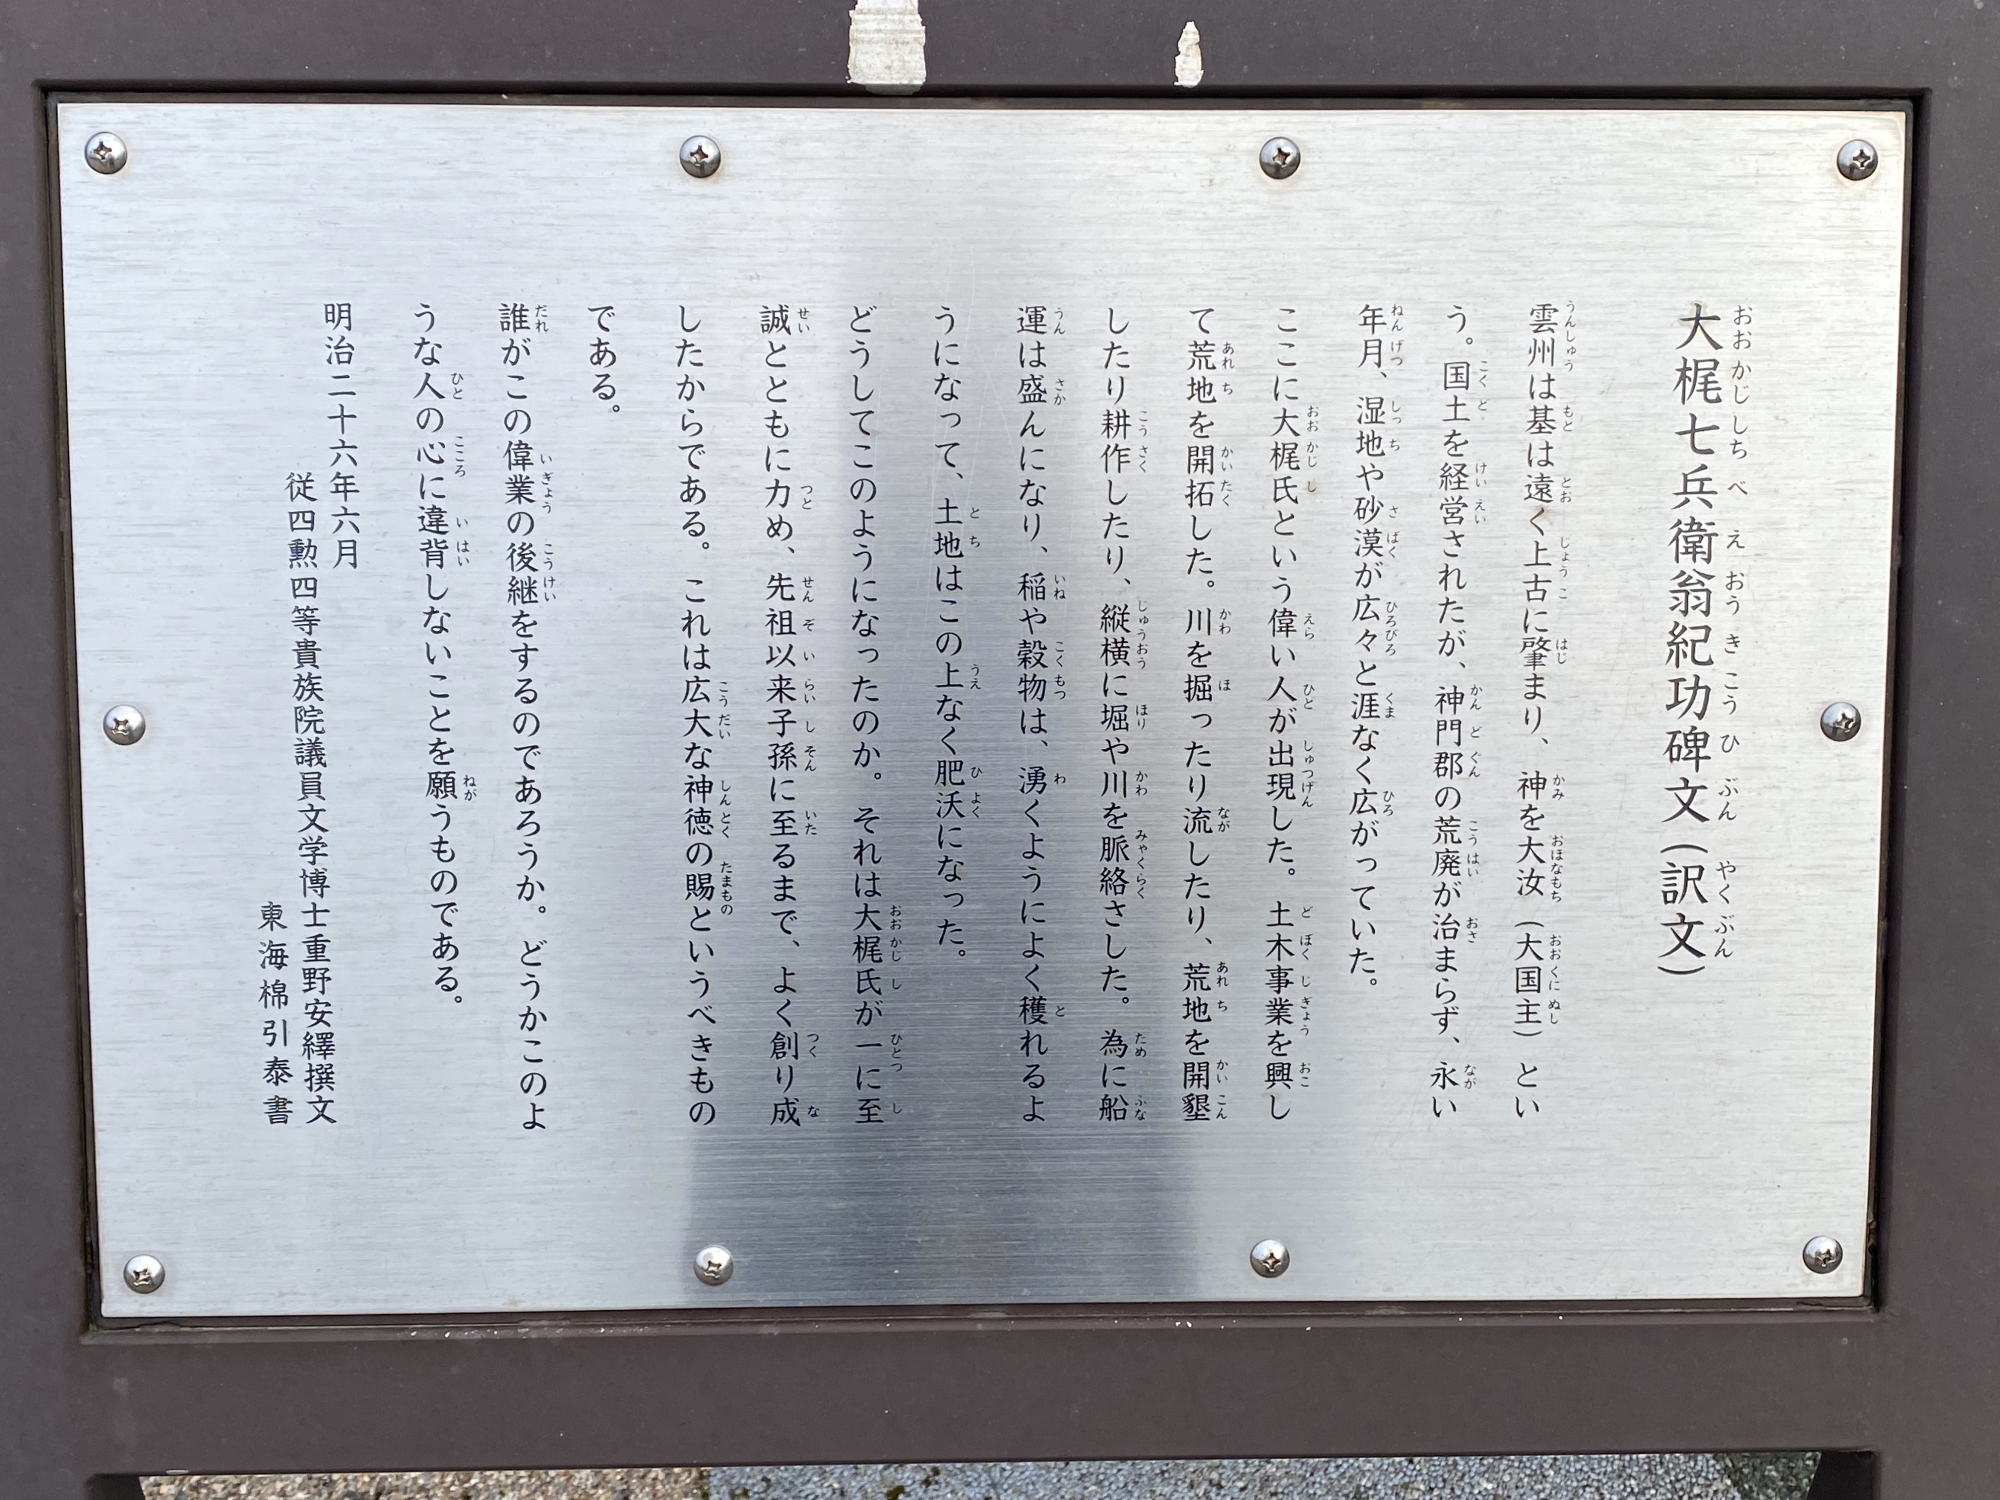 大梶七兵衛翁紀功碑文(訳文)
雲州は基は遠く上古に肇まり、神を大汝(大国主)とい
う。国土を経営されたが、神門郡の荒廃が治まらず、永い
年月、湿地や砂漠が広々と涯なく広がっていた。
ここに大梶氏という偉い人が出現した。土木事業を興し
て荒地を開拓した。川を掘ったり流したり、荒地を開墾
したり耕作したり、縦横に堀や川を脈絡さした。為に船
運は盛んになり、稲や穀物は、湧くようによく穫れるよ
うになって、土地はこの上なく肥沃になった。
どうしてこのようになったのか。それは大梶氏が一に至
誠とともに力め、先祖以来子孫に至るまで、よく創り成
したからである。これは広大な神徳の賜というべきもの
である。
誰がこの偉業の後継をするのであろうか。どうかこのよ
うな人の心に違背しないことを願うものである。
明治二十六年六月
従四勲四等貴族院議員文学博士重野安繹撰文
東海棉引泰書